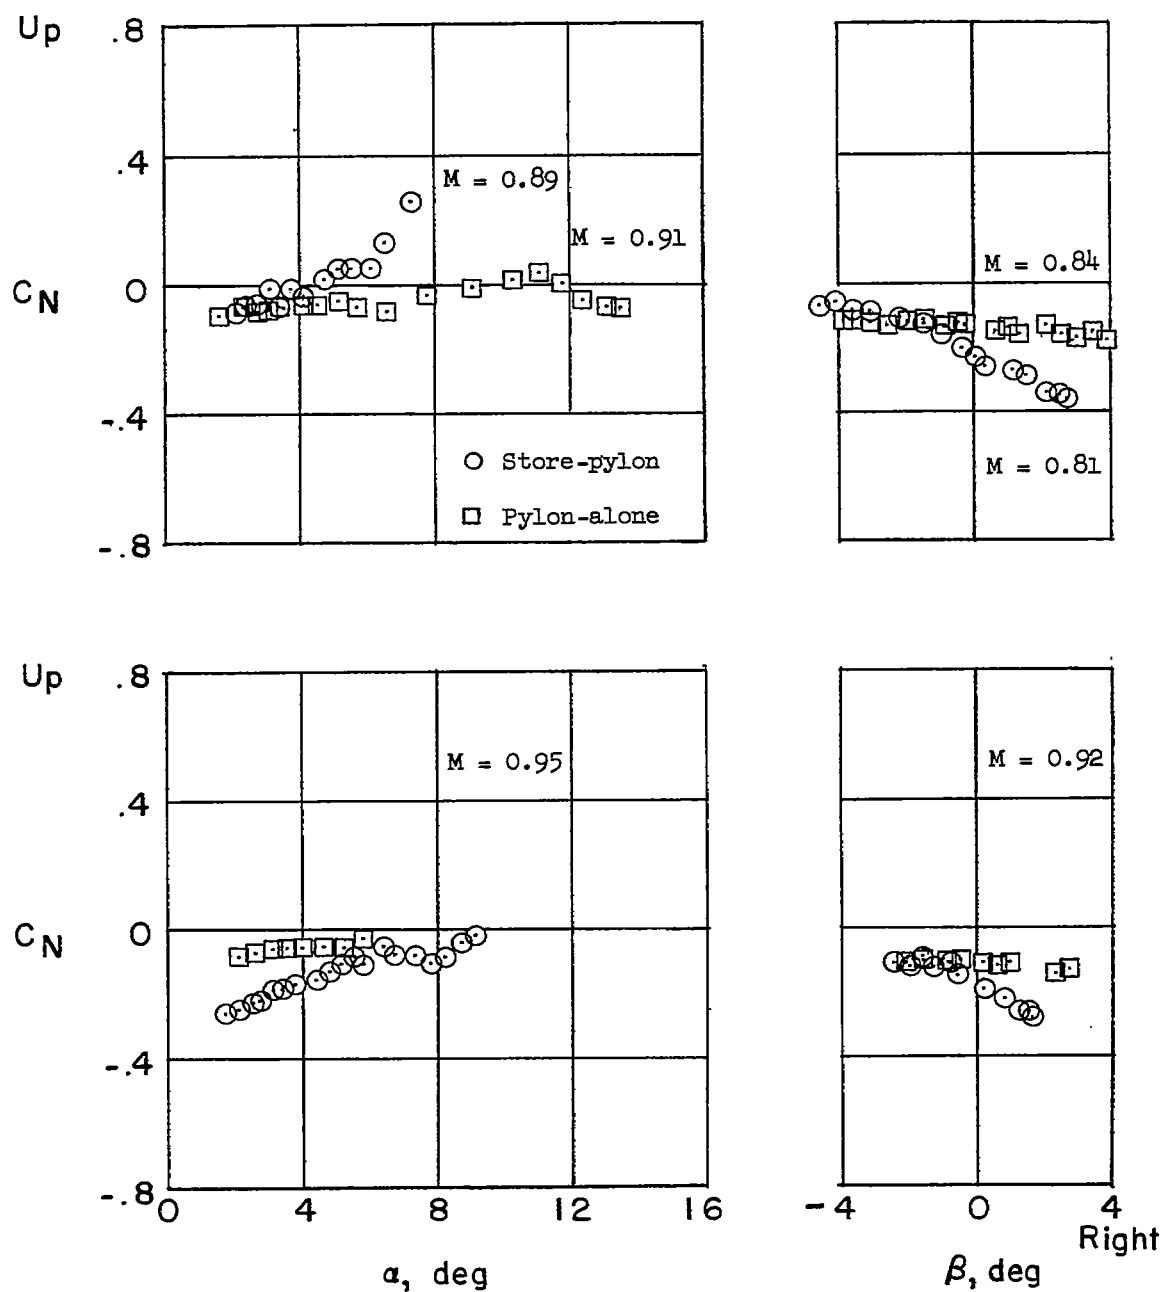 Up
.8
.4
M = 0.89
M = 0.91
M = 0.84
C N
0
-.4
Store-pylon
M = 0.81
Pylon-alone
-.8
Up
.8
M = 0.95
M = 0.92
.4
C N
0
-.4
-.8
0 4 8 12 16
-4 0 4
Right
α, deg
β, deg